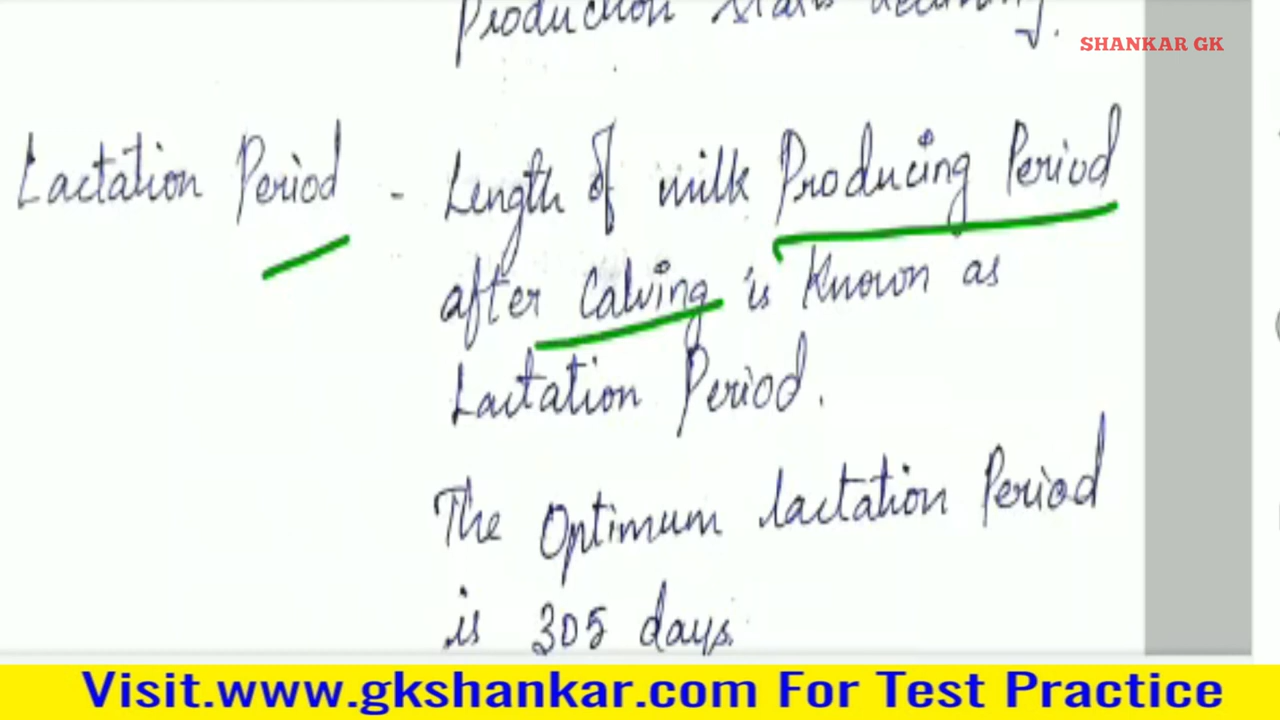 Production
SHANKAR GK
Lactation Period - Length of milk Producing Period
after Calving is Known as
Lactation Period.
The Optimum lactation Period
is 305 days.
Visit.www.gkshankar.com For Test Practice